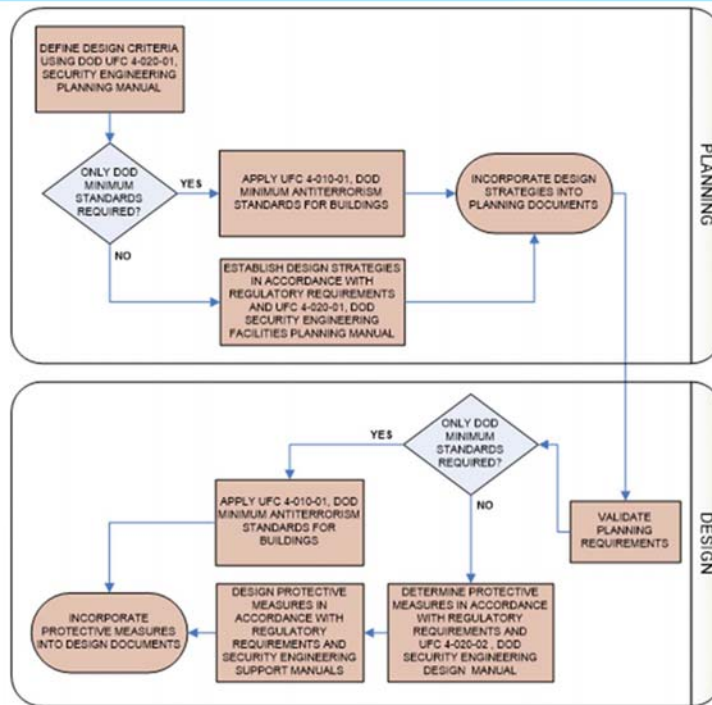 DEFINE DESIGN CRITERIA
USING DOD UFC 4-020-01,
SECURITY ENGINEERING
PLANNING MANUAL
ONLY DOD
MINIMUM
STANDARDS
REQUIRED?
YES
NO
APPLY UFC 4-010-01, DOD
MINIMUM ANTITERRORISM
STANDARDS FOR BUILDINGS
ESTABLISH DESIGN STRATEGIES
IN ACCORDANCE WITH
REGULATORY REQUIREMENTS
AND UFC 4-020-01, DOD
SECURITY ENGINEERING
FACILITIES PLANNING MANUAL
INCORPORATE DESIGN
STRATEGIES INTO
PLANNING DOCUMENTS
PLANNING
VALIDATE
PLANNING
REQUIREMENTS
ONLY DOD
MINIMUM
STANDARDS
REQUIRED?
YES
NO
APPLY UFC 4-010-01, DOD
MINIMUM ANTITERRORISM
STANDARDS FOR
BUILDINGS
DETERMINE PROTECTIVE
MEASURES IN ACCORDANCE
WITH REGULATORY
REQUIREMENTS AND
UFC 4-020-02 , DOD
SECURITY ENGINEERING
DESIGN MANUAL
DESIGN PROTECTIVE
MEASURES IN
ACCORDANCE WITH
REGULATORY
REQUIREMENTS AND
SECURITY ENGINEERING
SUPPORT MANUALS
INCORPORATE
PROTECTIVE MEASURES
INTO DESIGN DOCUMENTS
DESIGN